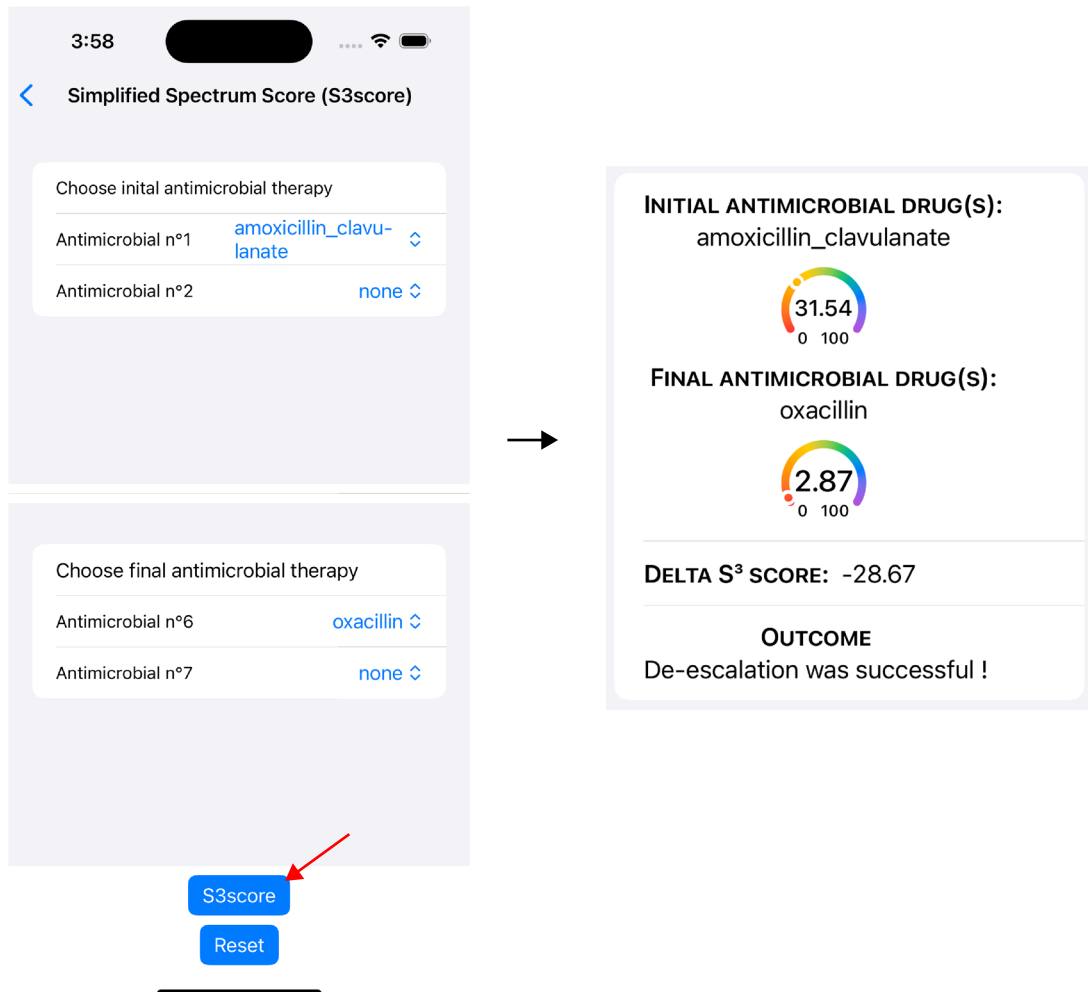 3:58
Simplified Spectrum Score (S3score)
Choose inital antimicrobial therapy
Antimicrobial n°1 amoxicillin_clavu-
lanate
Antimicrobial n°2 none
Choose final antimicrobial therapy
Antimicrobial n°6 oxacillin
Antimicrobial n°7 none
S3score
Reset
INITIAL ANTIMICROBIAL DRUG(S):
amoxicillin_clavulanate
31.54
0 100
FINAL ANTIMICROBIAL DRUG(S):
oxacillin
2.87
0 100
DELTA S³ SCORE: -28.67
OUTCOME
De-escalation was successful !